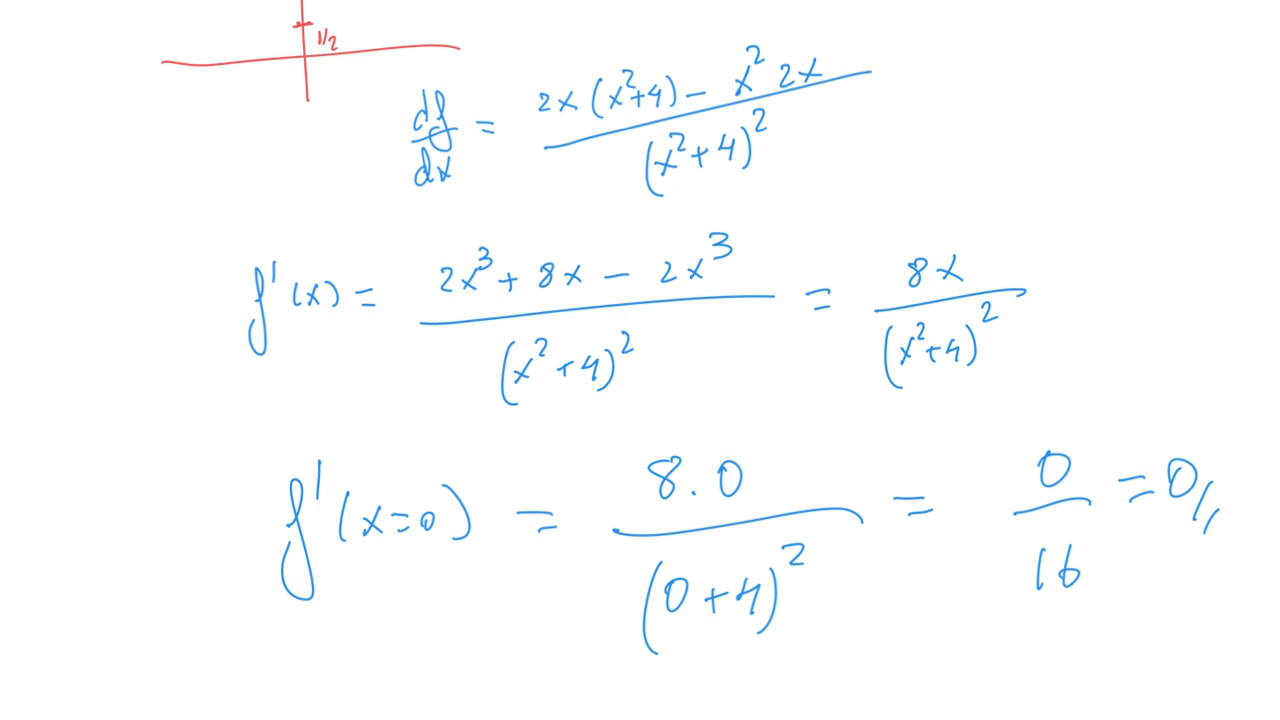 1/2
df/dx = (2x(x²+4) - x² 2x)/(x²+4)²
f'(x) = (2x³ + 8x - 2x³)/(x²+4)² = 8x/(x²+4)²
f'(x=0) = (8.0)/(0+4)² = 0/16 = 0//